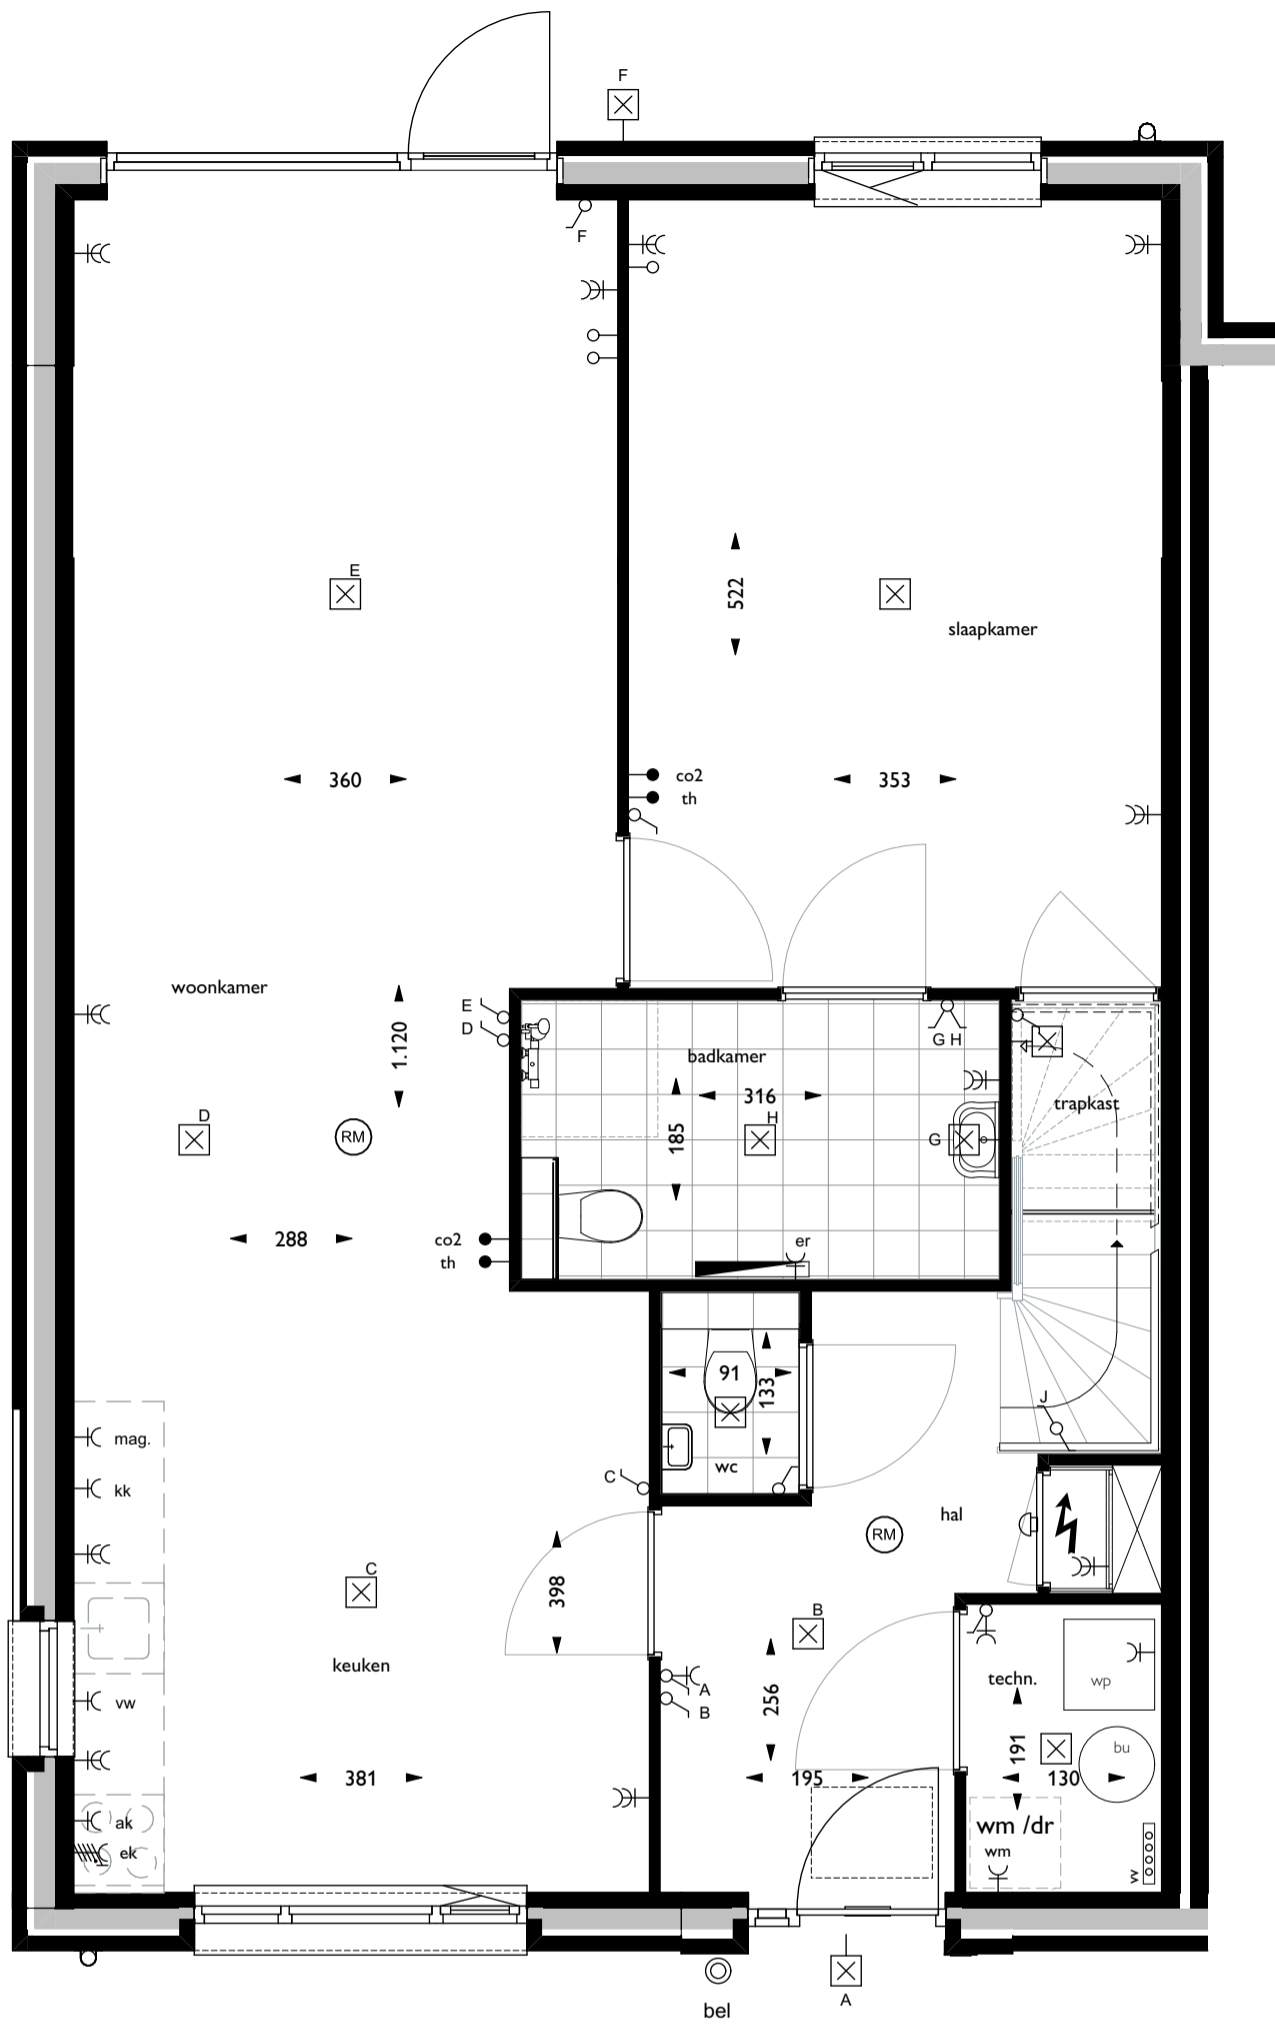 F
F
E
522
slaapkamer
360
co2
th
353
woonkamer
1.120
E
D
G H
badkamer
316
H
185
G
trapkast
D
RM
288
co2
th
er
91
133
wc
J
mag.
kk
C
hal
RM
C
398
B
keuken
A
B
256
techn.
wp
vw
191
bu
381
195
130
ak
ek
wm /dr
wm
w
A
bel